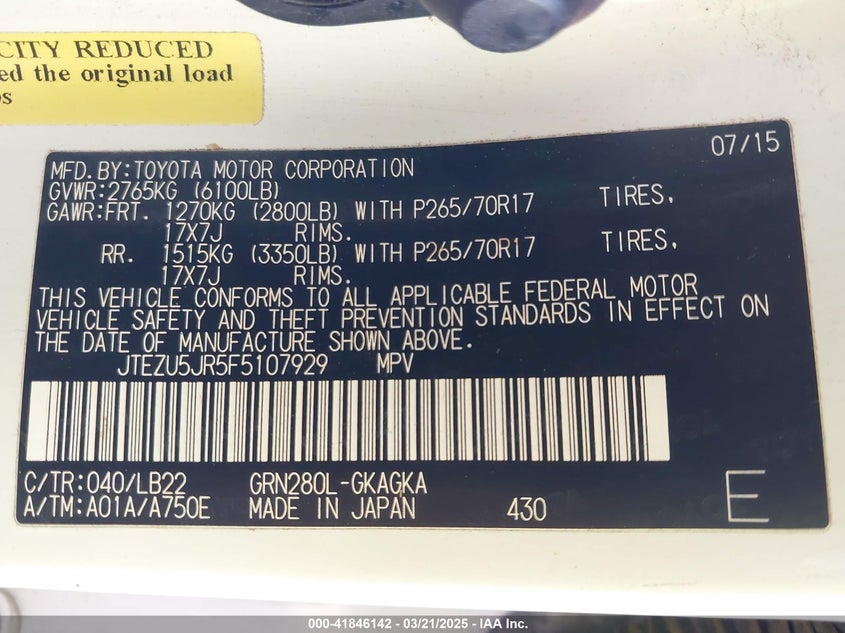 CITY REDUCED
ed the original load
os
07/15
MFD.BY:TOYOTA MOTOR CORPORATION
GVWR:2765KG (6100LB)
GAWR:FRT. 1270KG (2800LB) WITH P265/70R17 TIRES,
17X7J RIMS.
RR. 1515KG (3350LB) WITH P265/70R17 TIRES,
17X7J RIMS.
THIS VEHICLE CONFORMS TO ALL APPLICABLE FEDERAL MOTOR
VEHICLE SAFETY AND THEFT PREVENTION STANDARDS IN EFFECT ON
THE DATE OF MANUFACTURE SHOWN ABOVE.
JTEZU5JR5F5107929 MPV
C/TR:040/LB22 GRN280L-GKAGKA
A/TM:A01A/A750E MADE IN JAPAN 430 E
000-41846142 - 03/21/2025 - IAA Inc.